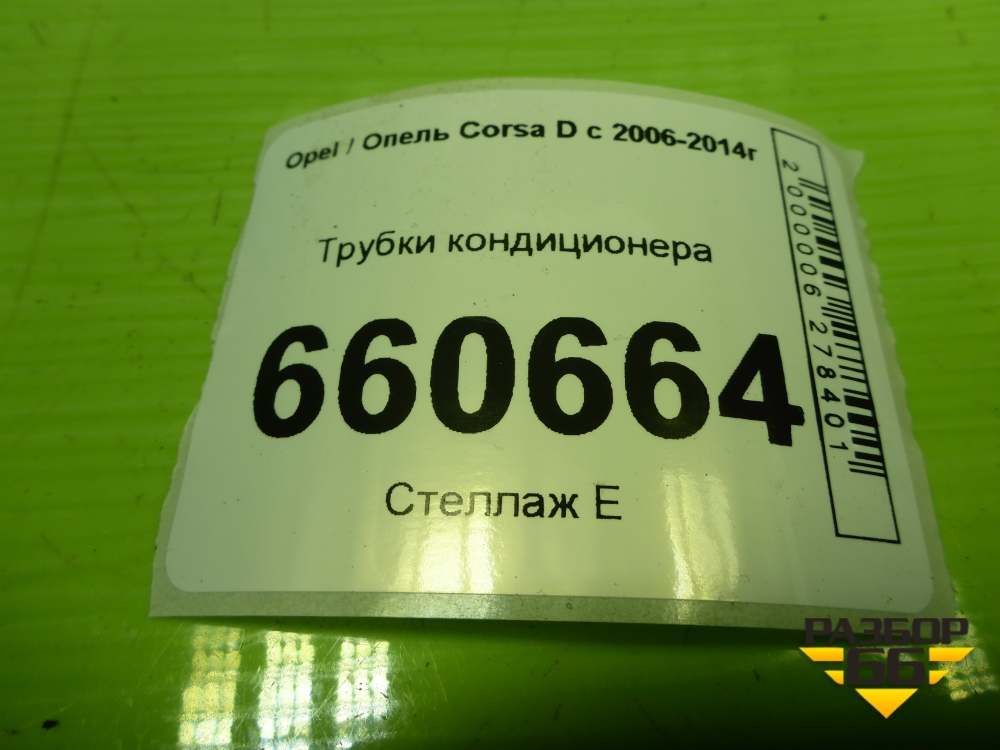 Opel / Опель Corsa D с 2006-2014г
Трубки кондиционера
660664
Стеллаж Е
2000006278401
РАЗБОР
66